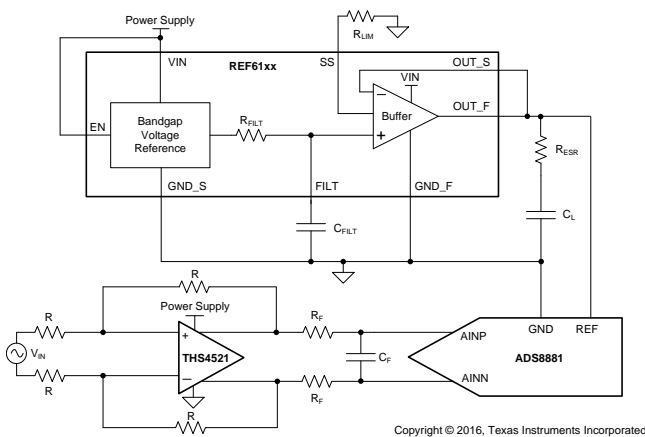 Power Supply
RLIM
VIN
REF61xx
SS
OUT_S
VIN
Bandgap
Voltage
Reference
EN
RFILT
Buffer
OUT_F
−
+
RESR
GND_S
FILT
GND_F
CFILT
CL
R
Power Supply
R
RF
GND
REF
+
AINP
VIN
THS4521
CF
ADS8881
R
−
AINN
RF
R
Copyright © 2016, Texas Instruments Incorporated